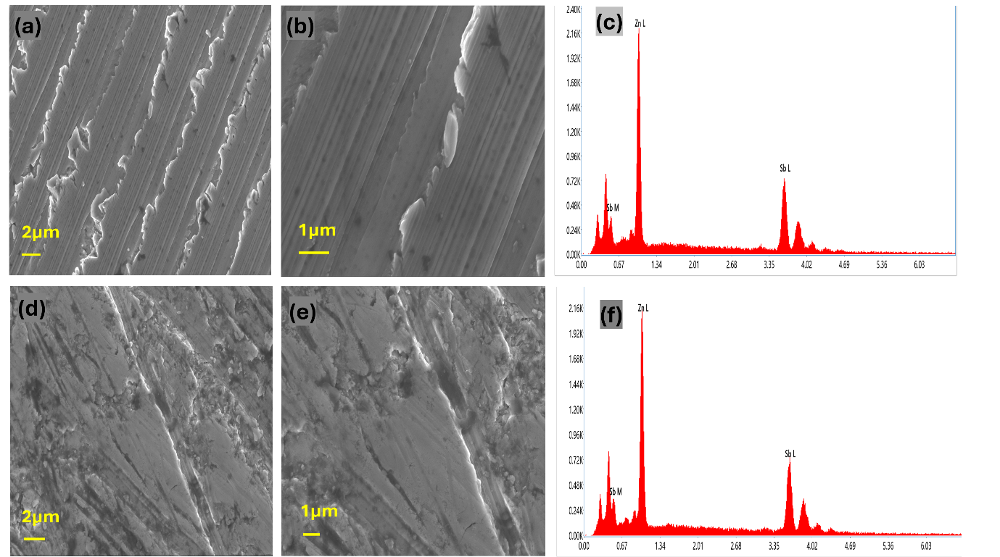 (a)
2µm
(b)
1µm
(c)
2.40K
2.16K
1.92K
1.68K
1.44K
1.20K
0.96K
0.72K
0.48K
0.24K
0.00K
Zn L
Sb M
Sb L
0.00 0.67 1.34 2.01 2.68 3.35 4.02 4.69 5.36 6.03
(d)
2µm
(e)
1µm
(f)
2.16K
1.92K
1.68K
1.44K
1.20K
0.96K
0.72K
0.48K
0.24K
0.00K
Zn L
Sb M
Sb L
0.00 0.67 1.34 2.01 2.68 3.35 4.02 4.69 5.36 6.03